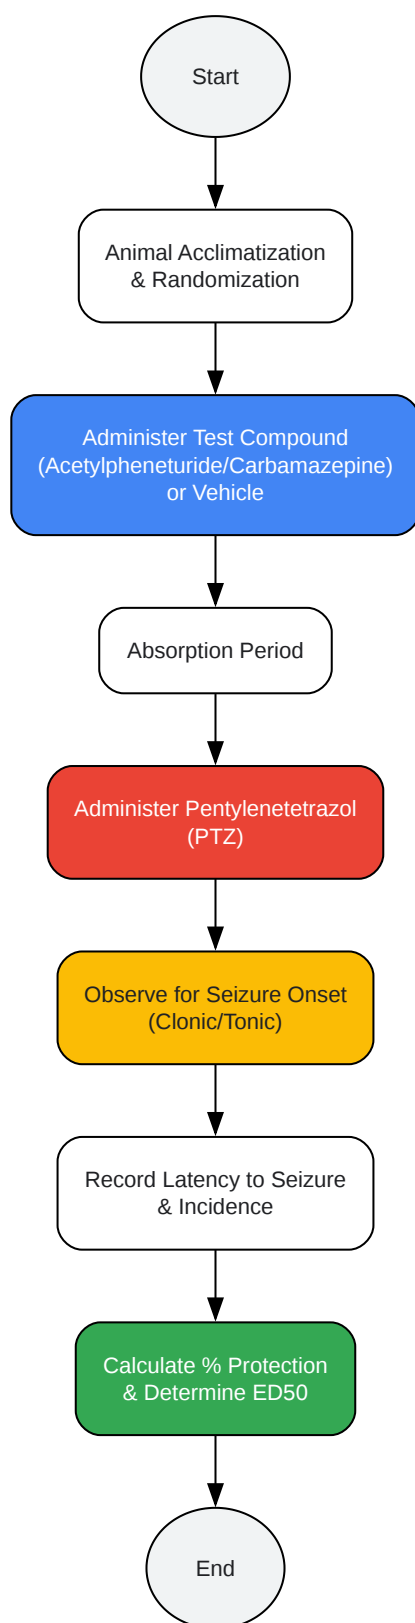 Start
Animal Acclimatization
& Randomization
Administer Test Compound
(Acetylpheneturide/Carbamazepine)
or Vehicle
Absorption Period
Administer Pentylenetetrazol
(PTZ)
Observe for Seizure Onset
(Clonic/Tonic)
Record Latency to Seizure
& Incidence
Calculate % Protection
& Determine ED50
End